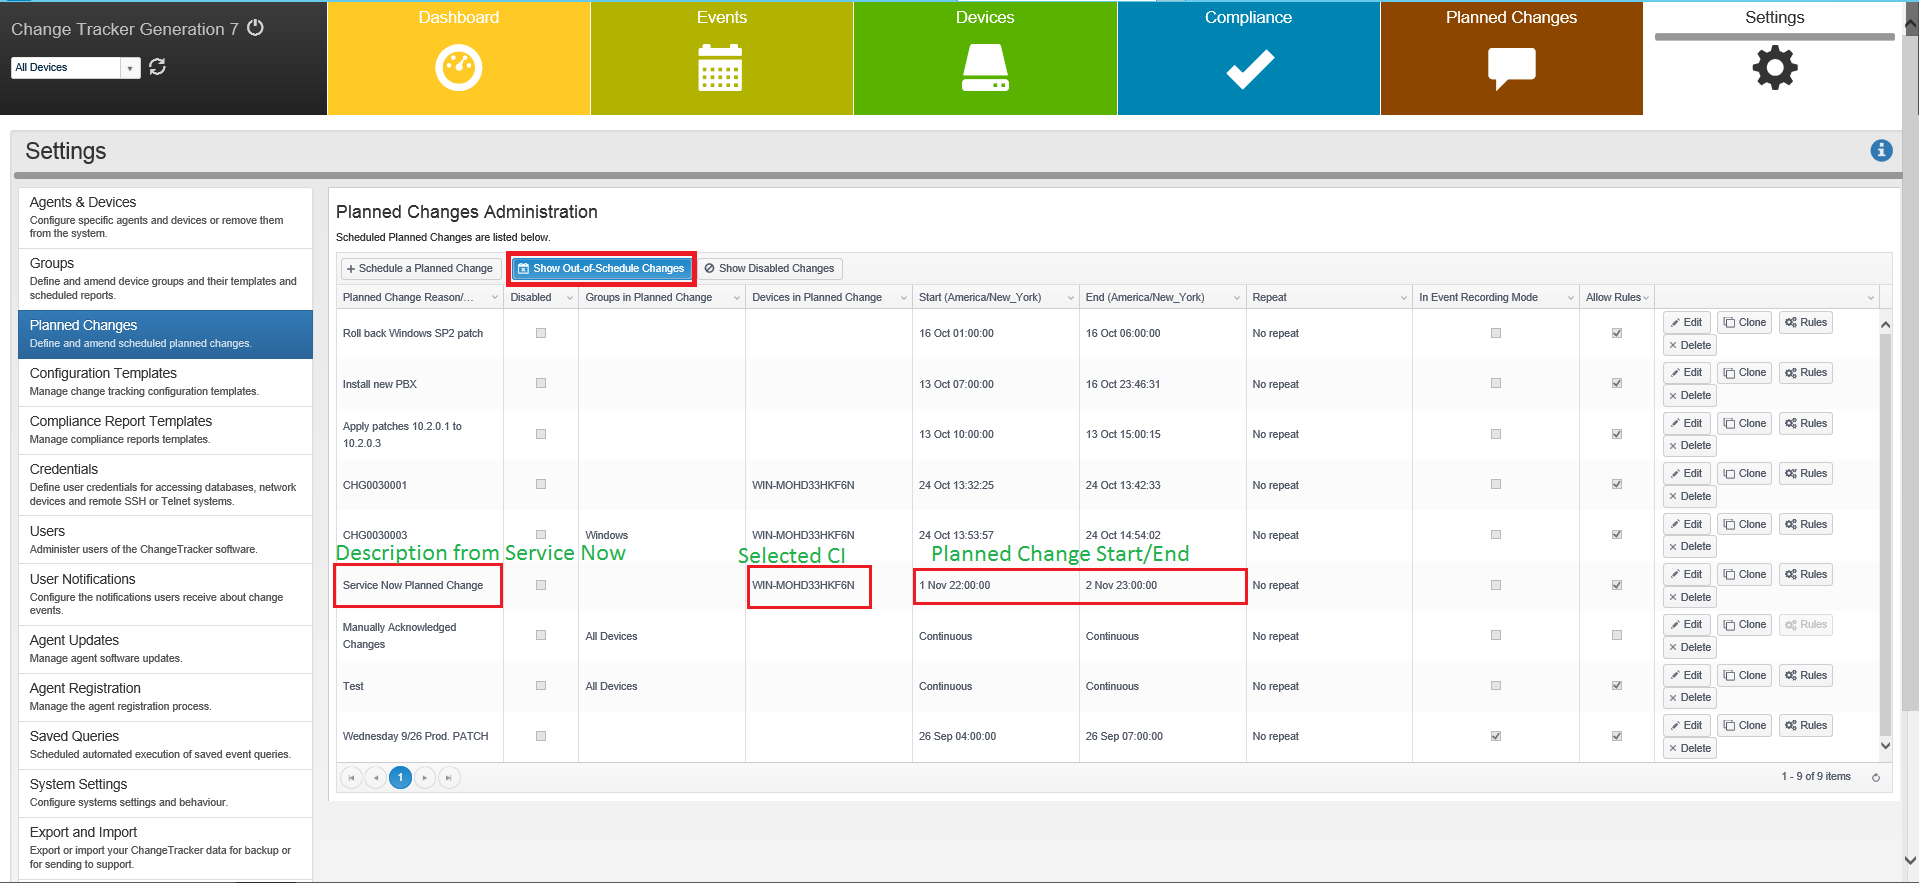 Change Tracker Generation 7
All Devices
Dashboard
Events
Devices
Compliance
Planned Changes
Settings
Settings
Agents & Devices
Configure specific agents and devices or remove them
from the system.
Groups
Define and amend device groups and their templates and
scheduled reports.
Planned Changes
Define and amend scheduled planned changes.
Configuration Templates
Manage change tracking configuration templates.
Compliance Report Templates
Manage compliance reports templates.
Credentials
Define user credentials for accessing databases, network
devices and remote SSH or Telnet systems.
Users
Administer users of the ChangeTracker software.
User Notifications
Configure the notifications users receive about change
events.
Agent Updates
Manage agent software updates.
Agent Registration
Manage the agent registration process.
Saved Queries
Scheduled automated execution of saved event queries.
System Settings
Configure systems settings and behaviour.
Export and Import
Export or import your ChangeTracker data for backup or
for sending to support.
Planned Changes Administration
Scheduled Planned Changes are listed below.
+ Schedule a Planned Change Show Out-of-Schedule Changes Show Disabled Changes
Planned Change Reason/... Disabled Groups in Planned Change Devices in Planned Change Start (America/New_York) End (America/New_York) Repeat In Event Recording Mode Allow Rules
Roll back Windows SP2 patch 16 Oct 01:00:00 16 Oct 06:00:00 No repeat Edit Clone Rules
Delete
Install new PBX 13 Oct 07:00:00 16 Oct 23:46:31 No repeat Edit Clone Rules
Delete
Apply patches 10.2.0.1 to
10.2.0.3 13 Oct 10:00:00 13 Oct 15:00:15 No repeat Edit Clone Rules
Delete
CHG0030001 WIN-MOHD33HKF6N 24 Oct 13:32:25 24 Oct 13:42:33 No repeat Edit Clone Rules
Delete
CHG0030003 Windows WIN-MOHD33HKF6N 24 Oct 13:53:57 24 Oct 14:54:02 No repeat Edit Clone Rules
Delete
Description from Service Now Selected CI Planned Change Start/End
Service Now Planned Change WIN-MOHD33HKF6N 1 Nov 22:00:00 2 Nov 23:00:00 No repeat Edit Clone Rules
Delete
Manually Acknowledged
Changes All Devices Continuous Continuous No repeat Edit Clone Rules
Delete
Test All Devices Continuous Continuous No repeat Edit Clone Rules
Delete
Wednesday 9/26 Prod. PATCH 26 Sep 04:00:00 26 Sep 07:00:00 No repeat Edit Clone Rules
Delete
1 1 - 9 of 9 items